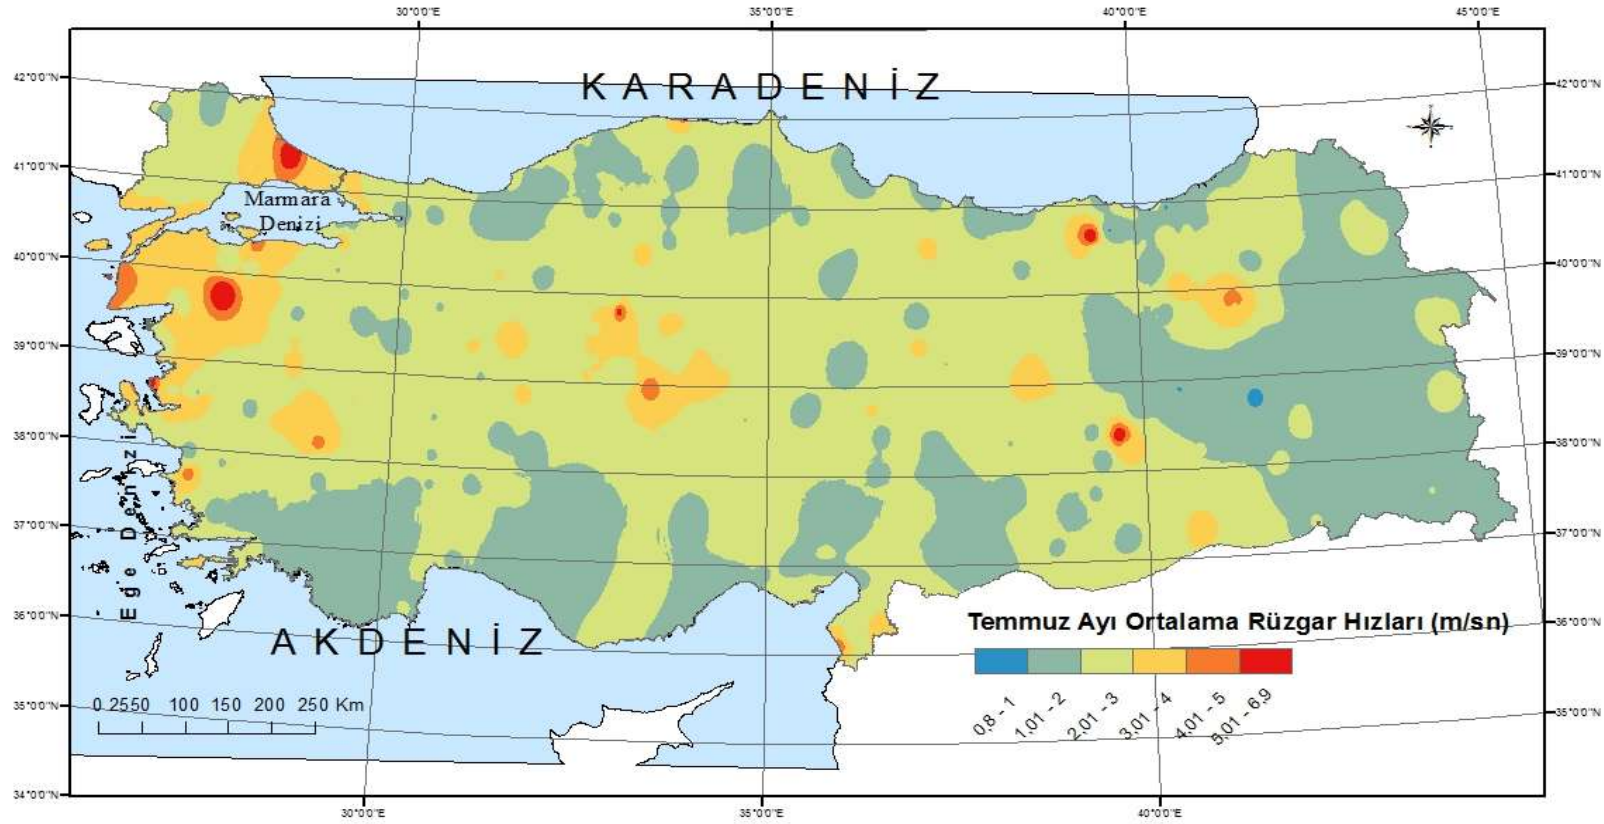 30°0'0"E 35°0'0"E 40°0'0"E 45°0'0"E
42°0'0"N 42°0'0"N
KARADENİZ
41°0'0"N 41°0'0"N
Marmara
Denizi
40°0'0"N 40°0'0"N
39°0'0"N 39°0'0"N
38°0'0"N 38°0'0"N
Ege Denizi
37°0'0"N 37°0'0"N
36°0'0"N 36°0'0"N
AKDENİZ
Temmuz Ayı Ortalama Rüzgar Hızları (m/sn)
0,8 - 1 1,01 - 2 2,01 - 3 3,01 - 4 4,01 - 5 5,01 - 6,9
0 2550 100 150 200 250 Km
35°0'0"N 35°0'0"N
34°0'0"N
30°0'0"E 35°0'0"E 40°0'0"E